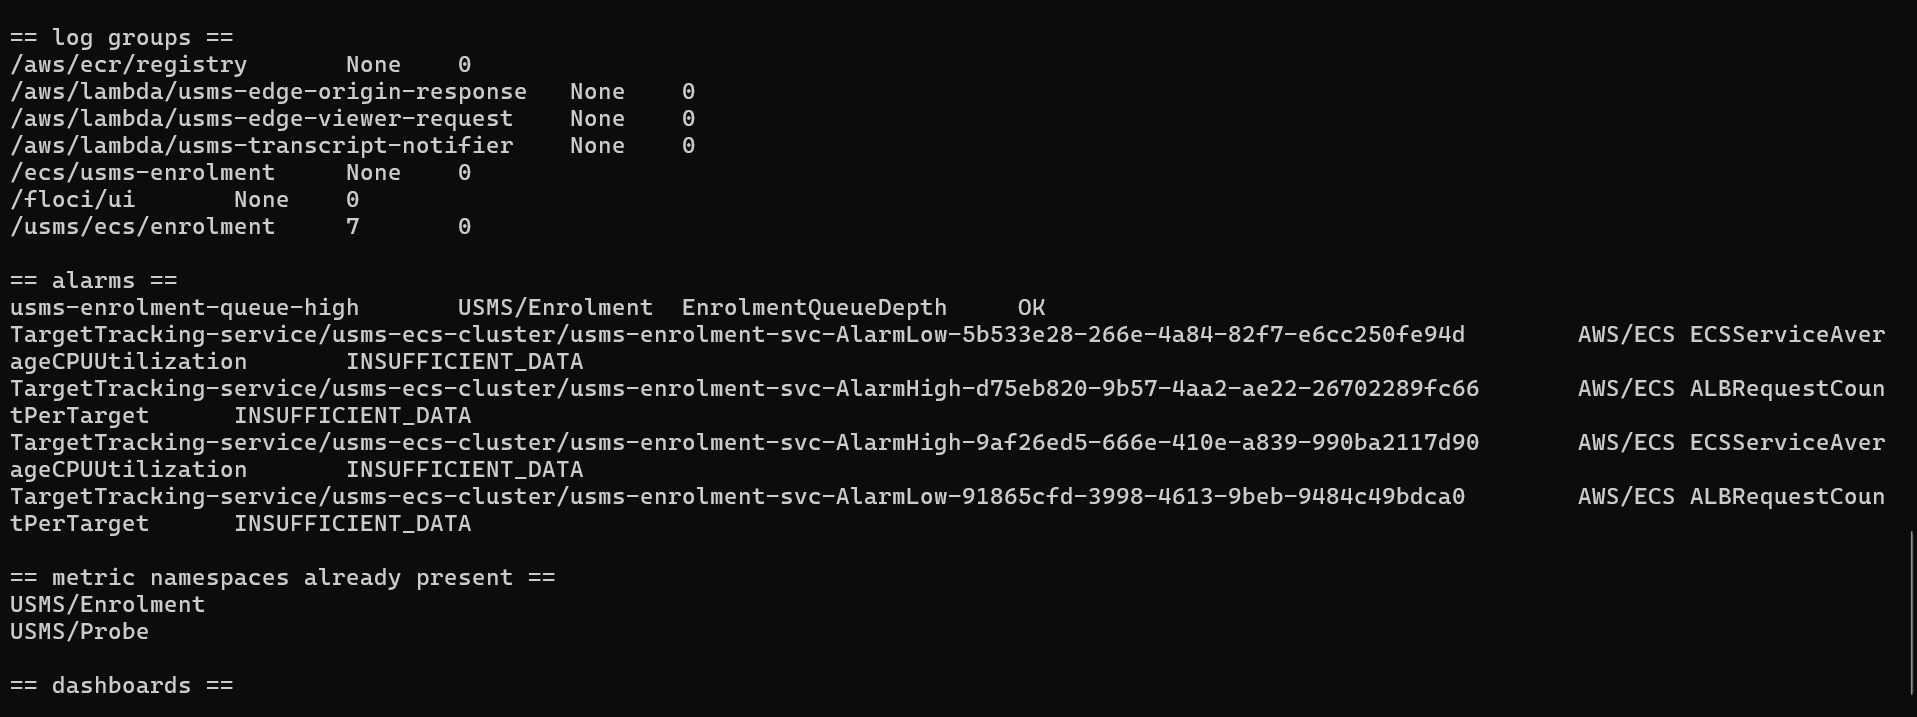 == log groups ==
/aws/ecr/registry       None    0
/aws/lambda/usms-edge-origin-response   None    0
/aws/lambda/usms-edge-viewer-request    None    0
/aws/lambda/usms-transcript-notifier    None    0
/ecs/usms-enrolment     None    0
/floci/ui       None    0
/usms/ecs/enrolment     7       0
== alarms ==
usms-enrolment-queue-high       USMS/Enrolment  EnrolmentQueueDepth     OK
TargetTracking-service/usms-ecs-cluster/usms-enrolment-svc-AlarmLow-5b533e28-266e-4a84-82f7-e6cc250fe94d        AWS/ECS ECSServiceAver
ageCPUUtilization       INSUFFICIENT_DATA
TargetTracking-service/usms-ecs-cluster/usms-enrolment-svc-AlarmHigh-d75eb820-9b57-4aa2-ae22-26702289fc66       AWS/ECS ALBRequestCoun
tPerTarget      INSUFFICIENT_DATA
TargetTracking-service/usms-ecs-cluster/usms-enrolment-svc-AlarmHigh-9af26ed5-666e-410e-a839-990ba2117d90       AWS/ECS ECSServiceAver
ageCPUUtilization       INSUFFICIENT_DATA
TargetTracking-service/usms-ecs-cluster/usms-enrolment-svc-AlarmLow-91865cfd-3998-4613-9beb-9484c49bdca0        AWS/ECS ALBRequestCoun
tPerTarget      INSUFFICIENT_DATA
== metric namespaces already present ==
USMS/Enrolment
USMS/Probe
== dashboards ==